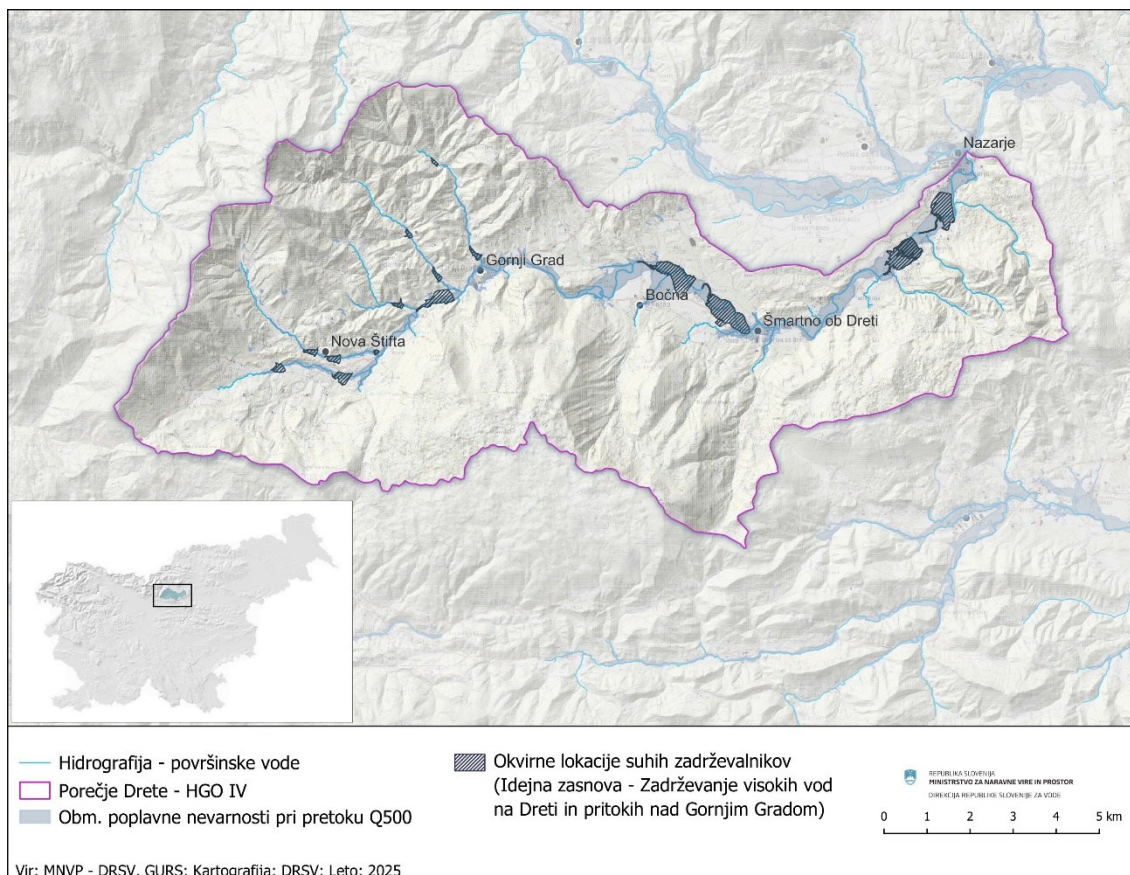 Nazarje
Gornji Grad
Bočna
Šmartno ob Dreti
Nova Štifta
Hidrografija - površinske vode
Porečje Drete - HGO IV
Obm. poplavne nevarnosti pri pretoku Q500
Okvirne lokacije suhih zadrževalnikov
(Idejna zasnova - Zadrževanje visokih vod
na Dreti in pritokih nad Gornjim Gradom)
REPUBLIKA SLOVENIJA
MINISTRSTVO ZA NARAVNE VIRE IN PROSTOR
DIREKCIJA REPUBLIKE SLOVENIJE ZA VODE
0 1 2 3 4 5 km
Vir: MNVP - DRSV, GURS; Kartografija: DRSV; Leto: 2025